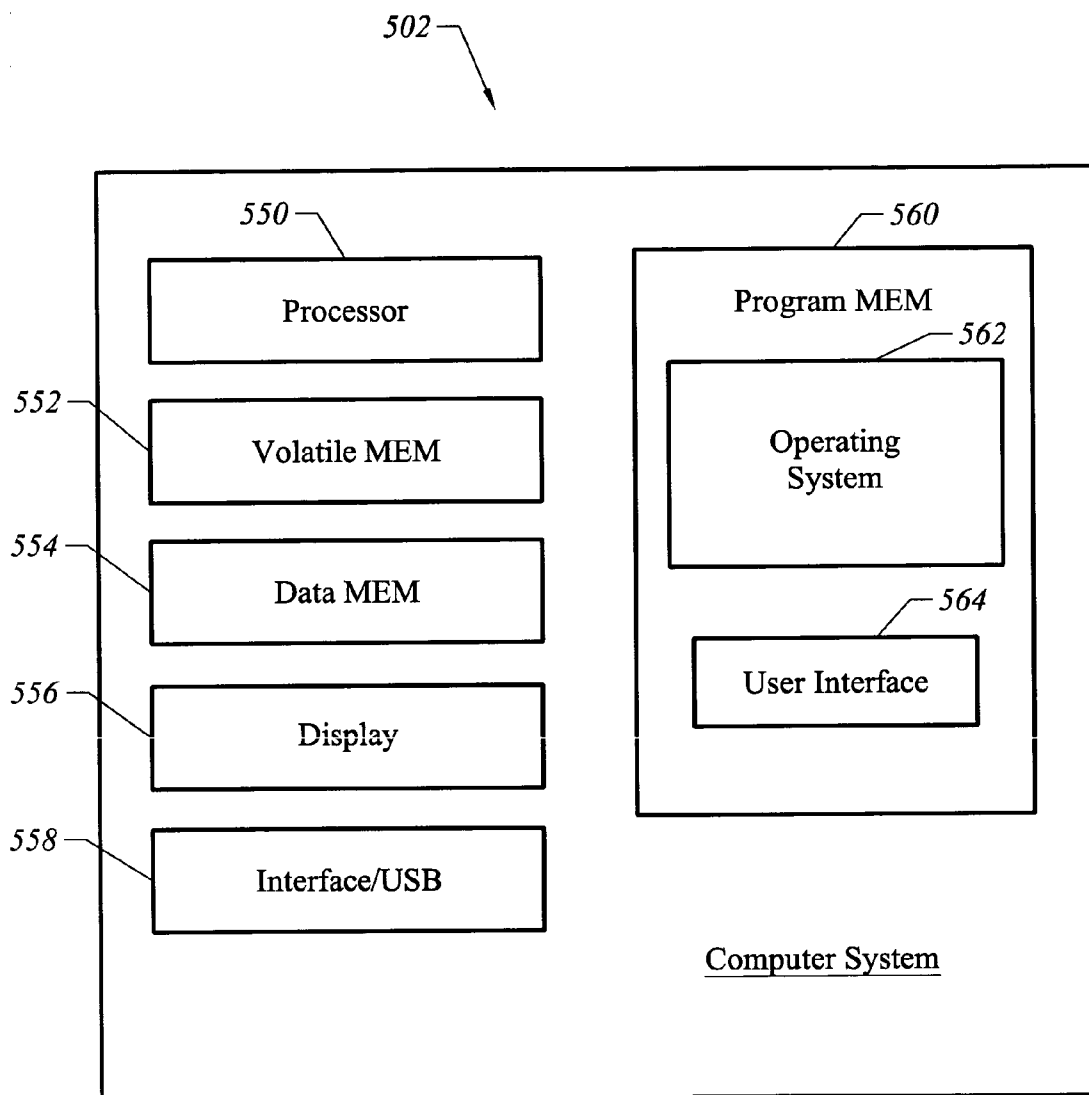 502
550
Processor
552
Volatile MEM
554
Data MEM
556
Display
558
Interface/USB
560
Program MEM
562
Operating
System
564
User Interface
Computer System